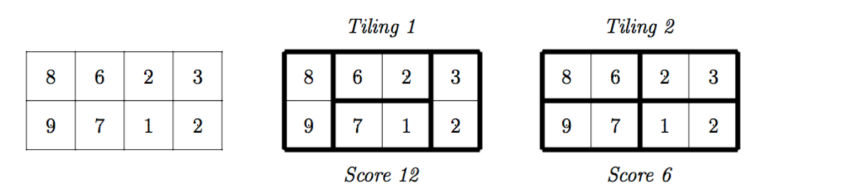 Tiling 1 Tiling 2
8 6 2 3 8 6 2 3 8 6 2 3
9 7 1 2 9 7 1 2 9 7 1 2
Score 12 Score 6